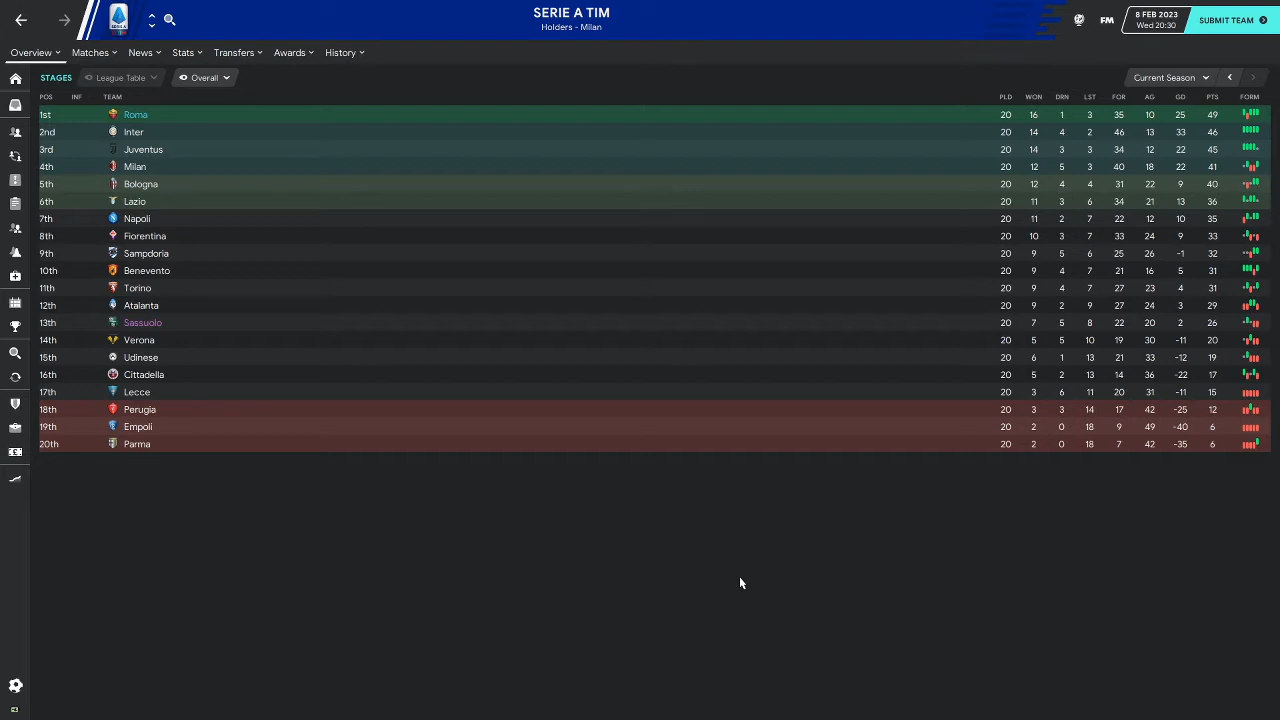 SERIE A TIM
Holders - Milan
FM
8 FEB 2023
Wed 20:30
SUBMIT TEAM
Overview Matches News Stats Transfers Awards History
STAGES League Table Overall Current Season
POS INF TEAM PLD WON DRN LST FOR AG GD PTS FORM
1st Roma 20 16 1 3 35 10 25 49
2nd Inter 20 14 4 2 46 13 33 46
3rd Juventus 20 14 3 3 34 12 22 45
4th Milan 20 12 5 3 40 18 22 41
5th Bologna 20 12 4 4 31 22 9 40
6th Lazio 20 11 3 6 34 21 13 36
7th Napoli 20 11 2 7 22 12 10 35
8th Fiorentina 20 10 3 7 33 24 9 33
9th Sampdoria 20 9 5 6 25 26 -1 32
10th Benevento 20 9 4 7 21 16 5 31
11th Torino 20 9 4 7 27 23 4 31
12th Atalanta 20 9 2 9 27 24 3 29
13th Sassuolo 20 7 5 8 22 20 2 26
14th Verona 20 5 5 10 19 30 -11 20
15th Udinese 20 6 1 13 21 33 -12 19
16th Cittadella 20 5 2 13 14 36 -22 17
17th Lecce 20 3 6 11 20 31 -11 15
18th Perugia 20 3 3 14 17 42 -25 12
19th Empoli 20 2 0 18 9 49 -40 6
20th Parma 20 2 0 18 7 42 -35 6